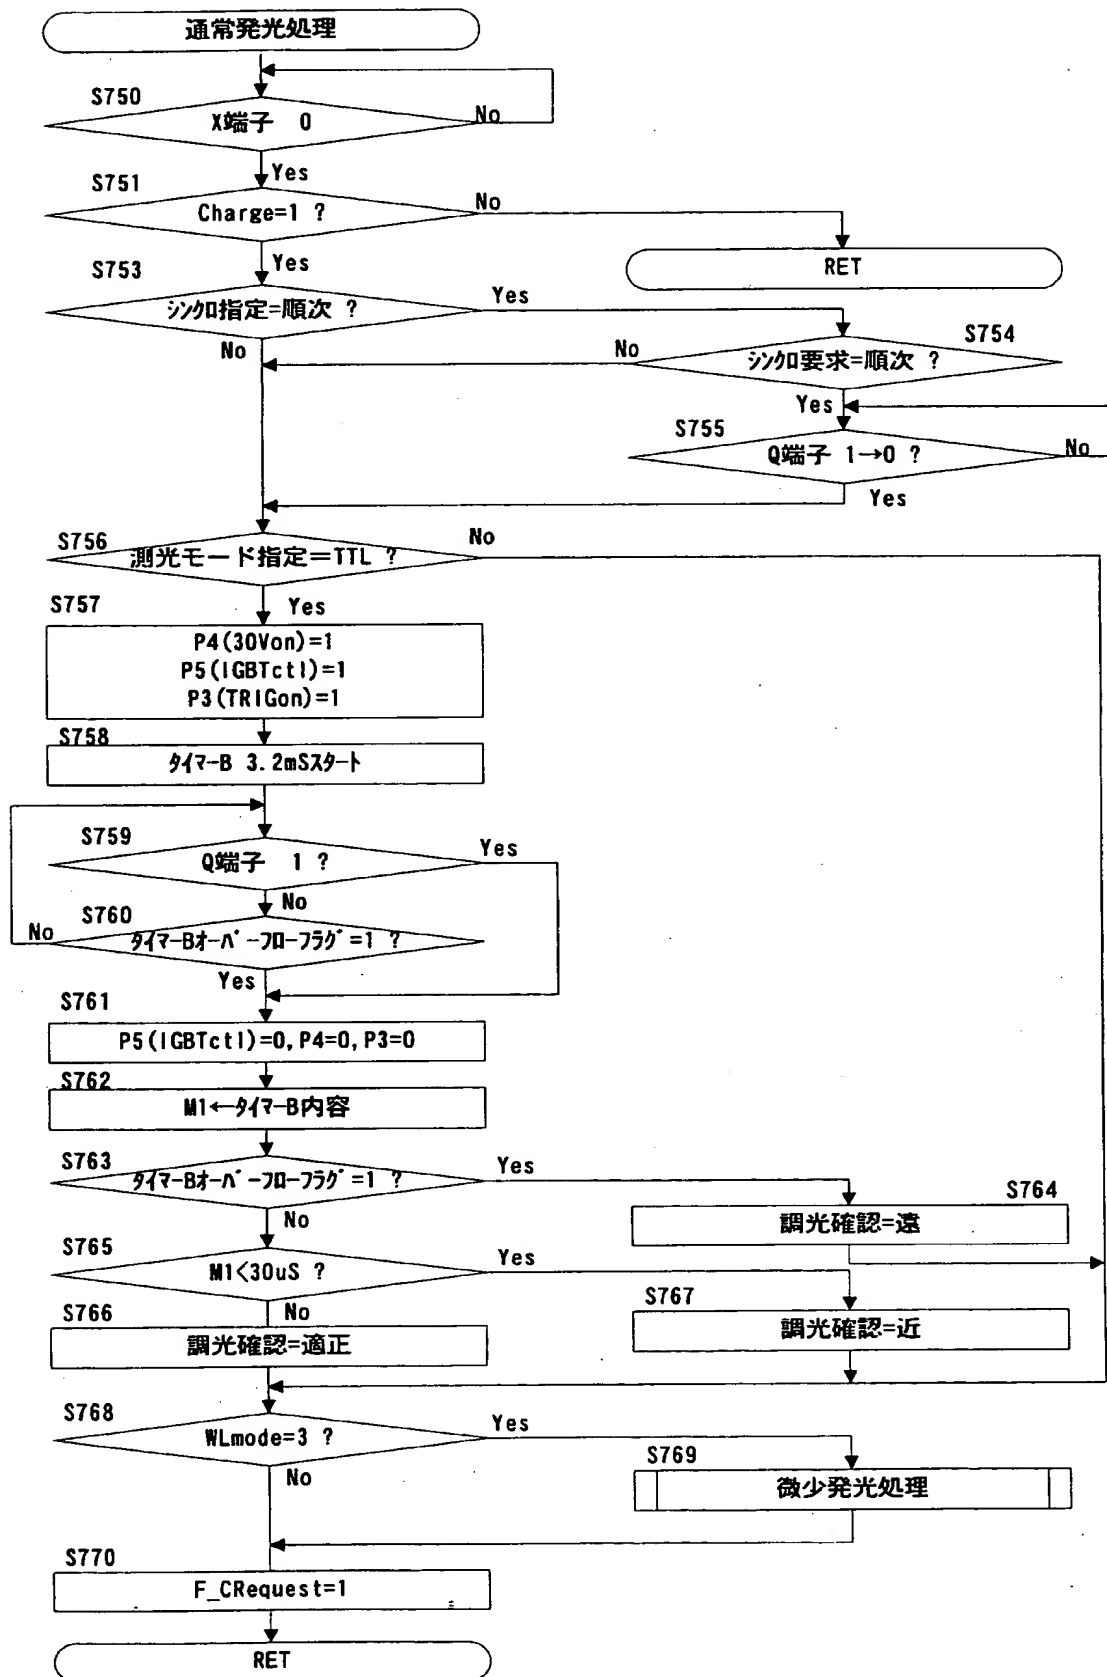 通常発光処理
S750
X端子 0
No
Yes
S751
Charge=1 ?
No
Yes
RET
S753
シンクロ指定=順次 ?
Yes
No
S754
シンクロ要求=順次 ?
No
Yes
S755
Q端子 1→0 ?
No
Yes
S756
測光モード指定=TTL ?
No
Yes
S757
P4(30Von)=1
P5(IGBTctl)=1
P3(TRIGon)=1
S758
タイマーB 3.2mSスタート
S759
Q端子 1 ?
Yes
No
S760
タイマーBオーバーフローフラグ=1 ?
No
Yes
S761
P5(IGBTctl)=0,P4=0,P3=0
S762
M1←タイマーB内容
S763
タイマーBオーバーフローフラグ=1 ?
Yes
No
S764
調光確認=遠
S765
M1<30uS ?
Yes
No
S766
調光確認=適正
S767
調光確認=近
S768
WLmode=3 ?
Yes
No
S769
微少発光処理
S770
F_CRequest=1
RET